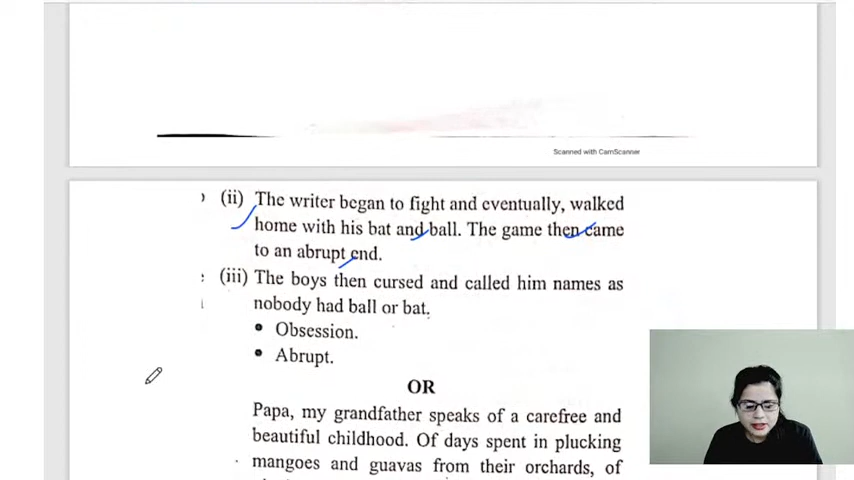 Scanned with CamScanner
(ii) The writer began to fight and eventually, walked
home with his bat and ball. The game then came
to an abrupt end.
(iii) The boys then cursed and called him names as
nobody had ball or bat.
• Obsession.
• Abrupt.
OR
Papa, my grandfather speaks of a carefree and
beautiful childhood. Of days spent in plucking
mangoes and guavas from their orchards, of